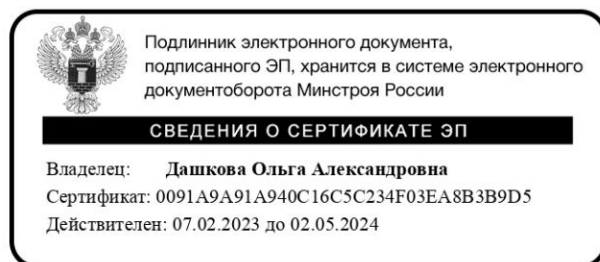 Подлинник электронного документа,
подписанного ЭП, хранится в системе электронного
документоборота Минстроя России
СВЕДЕНИЯ О СЕРТИФИКАТЕ ЭП
Владелец: Дашкова Ольга Александровна
Сертификат: 0091A9A91A940C16C5C234F03EA8B3B9D5
Действителен: 07.02.2023 до 02.05.2024